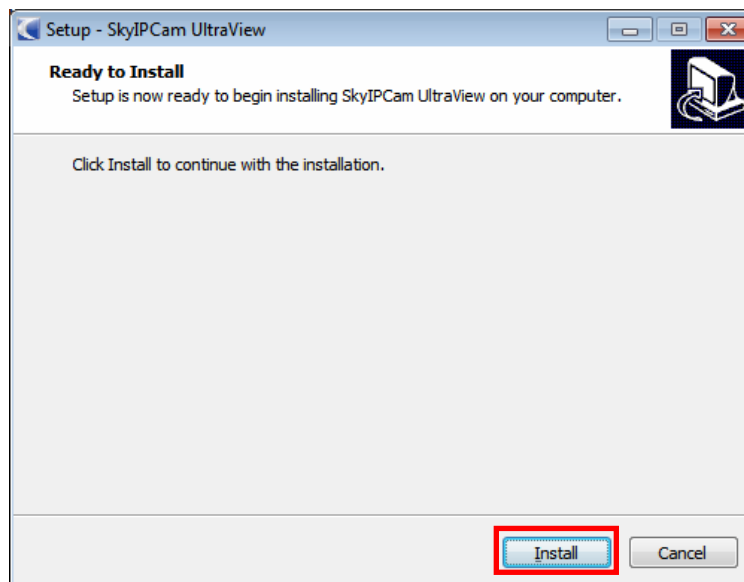 Setup - SkyIPCam UltraView
Ready to Install
Setup is now ready to begin installing SkyIPCam UltraView on your computer.
Click Install to continue with the installation.
Install Cancel